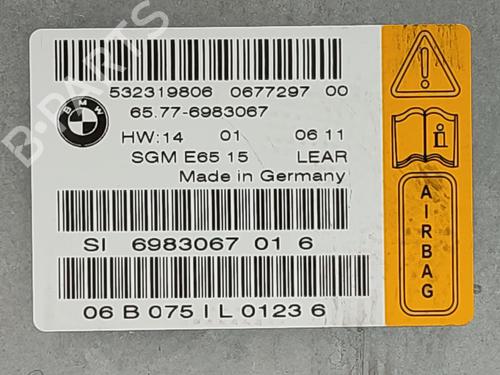 B-PARTS
532319806 0677297 00
BMW
65.77-6983067
HW:14 01 06 11
SGM E65 15 LEAR
Made in Germany
SI 6983067 01 6
06 B 075 I L 0123 6
i
AIRBAG